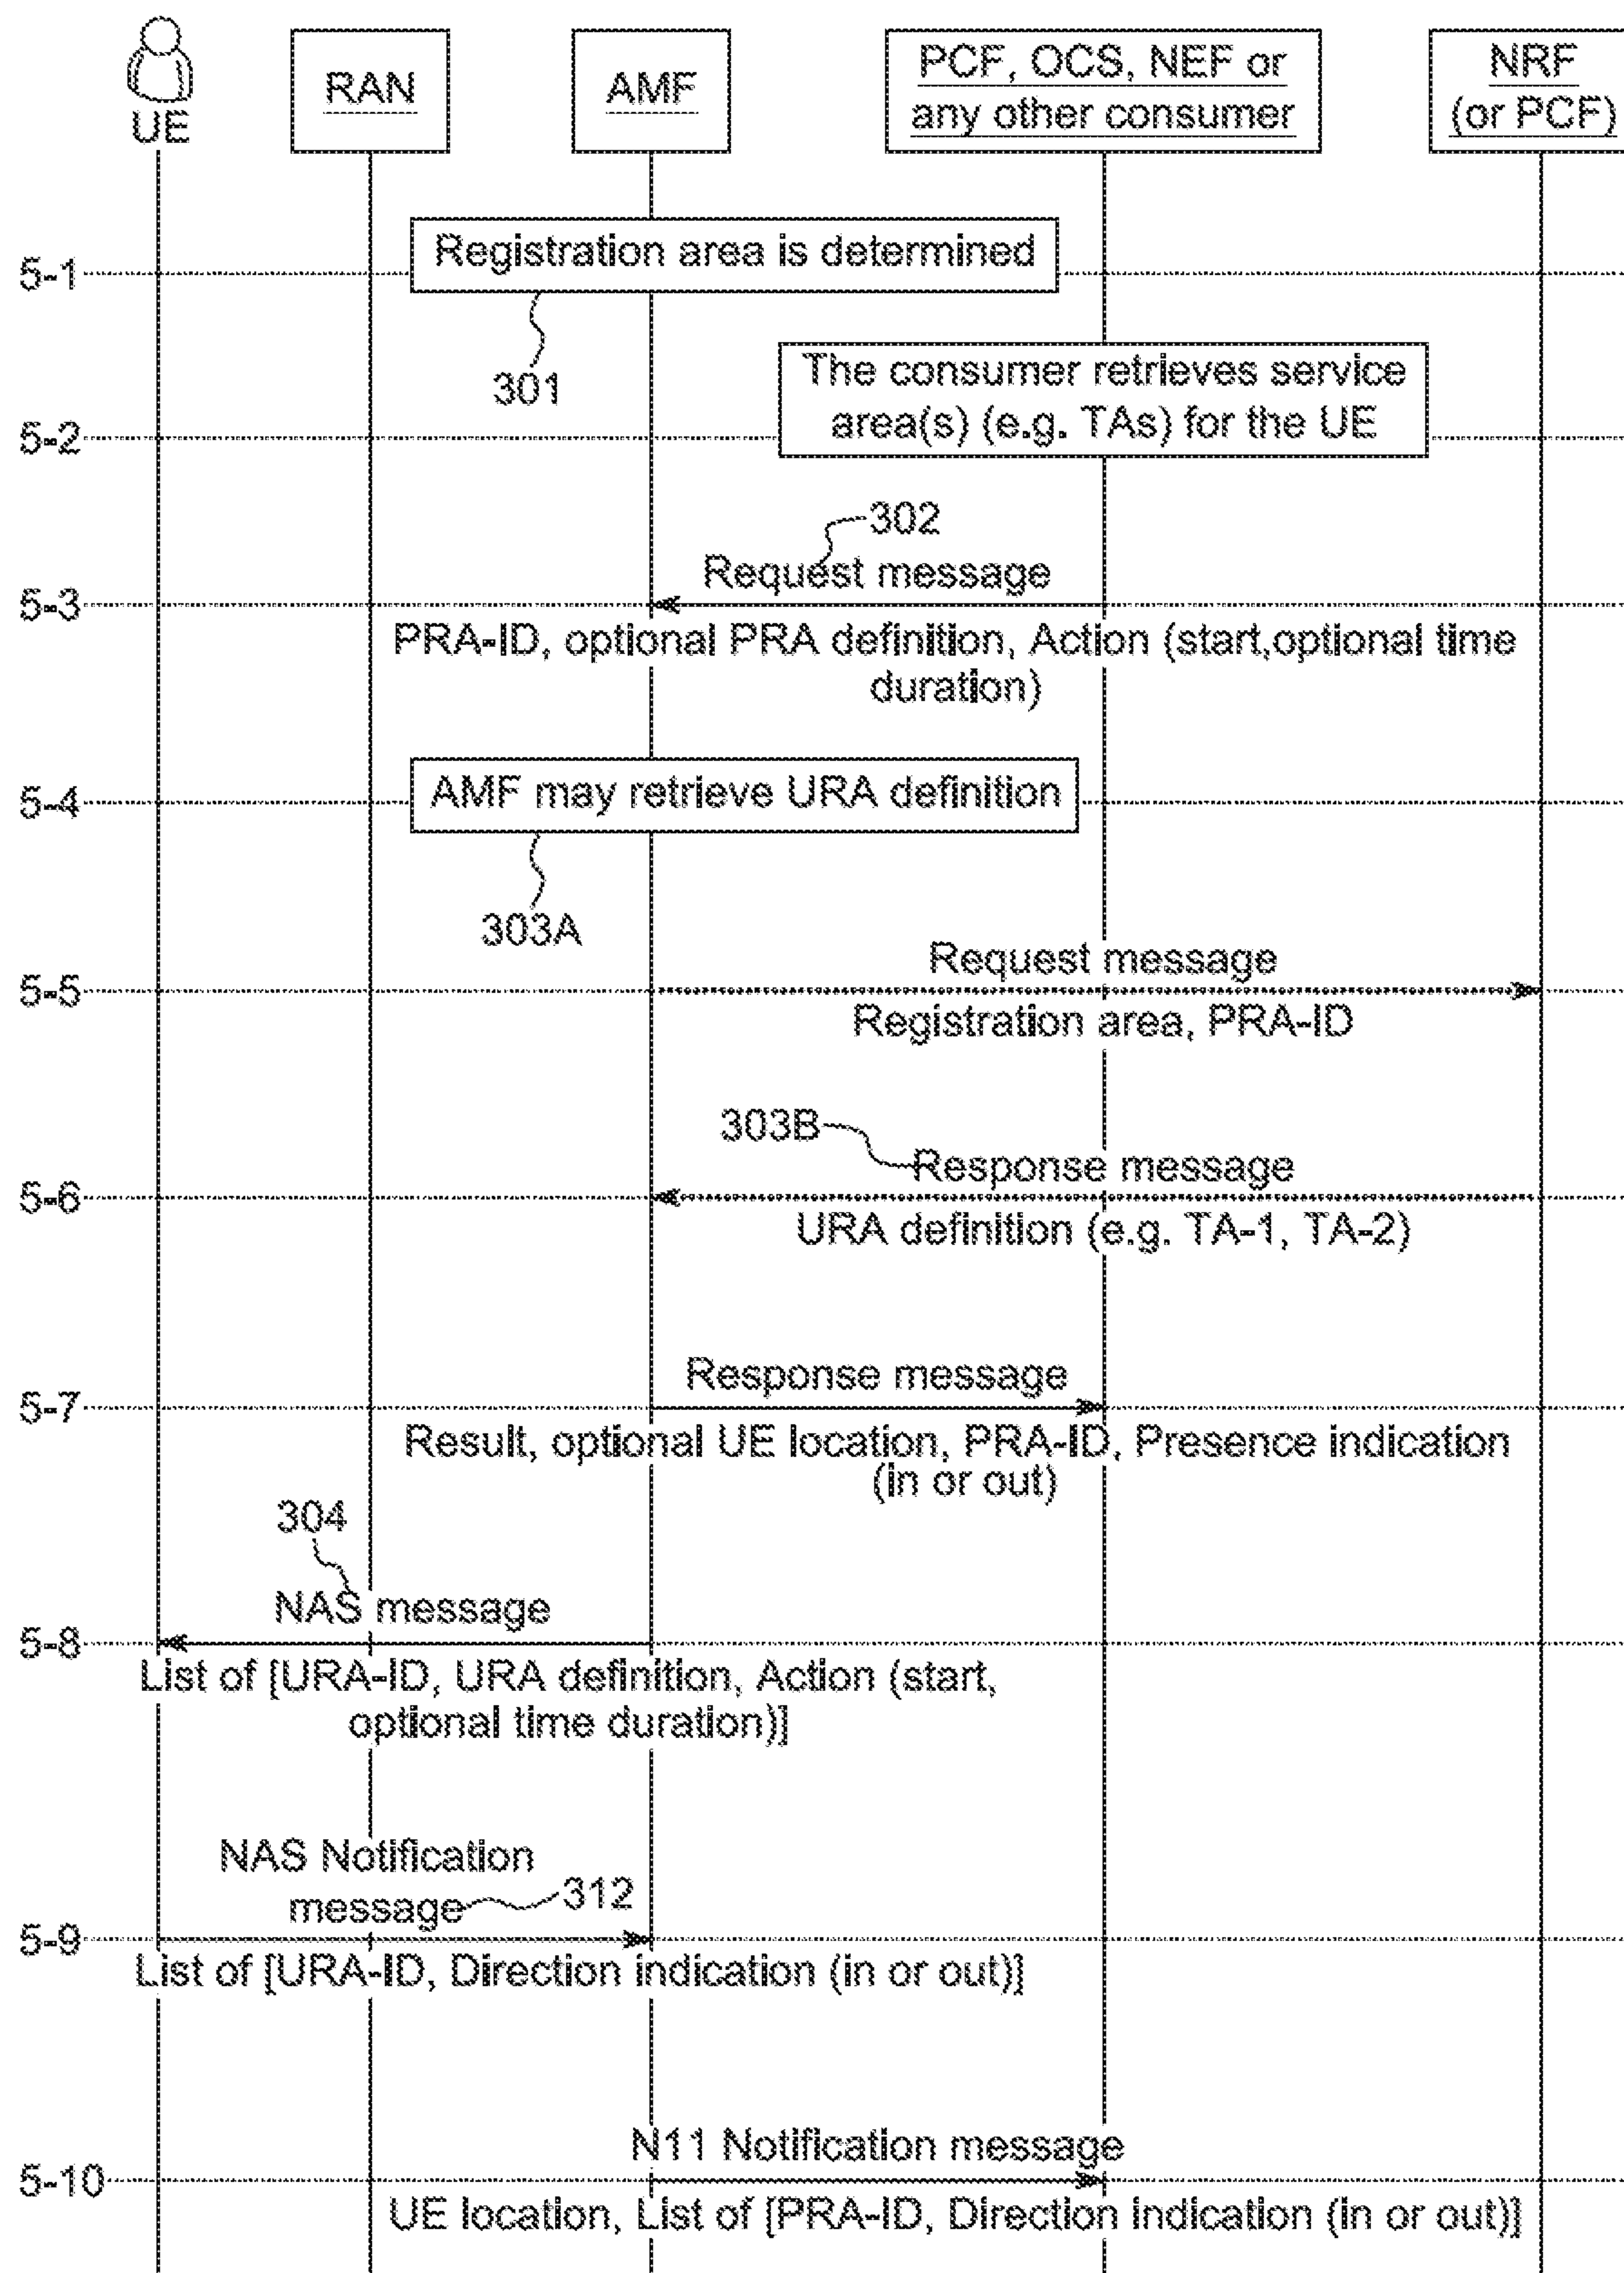 UE
RAN
AMF
PCF, OCS, NEF or
any other consumer
NRF
(or PCF)
5-1
Registration area is determined
301
The consumer retrieves service
area(s) (e.g. TAs) for the UE
5-2
302
Request message
5-3
PRA-ID, optional PRA definition, Action (start,optional time
duration)
AMF may retrieve URA definition
5-4
303A
Request message
5-5
Registration area, PRA-ID
303B
Response message
5-6
URA definition (e.g. TA-1, TA-2)
Response message
5-7
Result, optional UE location, PRA-ID, Presence indication
(in or out)
304
NAS message
5-8
List of [URA-ID, URA definition, Action (start,
optional time duration)]
NAS Notification
message
312
5-9
List of [URA-ID, Direction indication (in or out)]
N11 Notification message
5-10
UE location, List of [PRA-ID, Direction indication (in or out)]